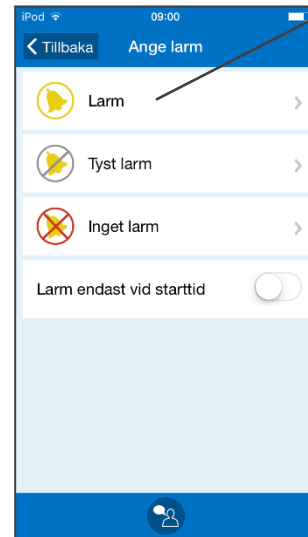 iPod 09:00
Tillbaka Ange larm
Larm
Tyst larm
Inget larm
Larm endast vid starttid